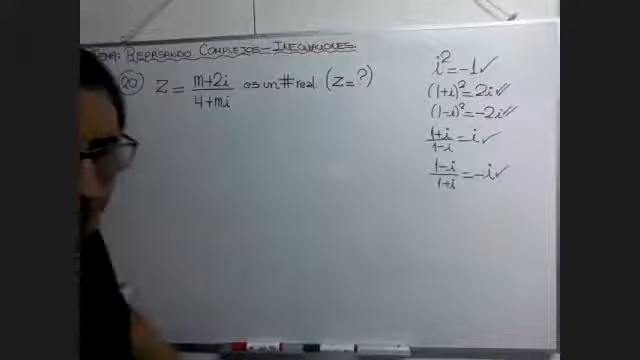 TEMA: REPASANDO COMPLEJOS - INECUACIONES.
20) Z = (m+2i)/(4+mi) es un # real (Z=?)
i² = -1 ✓
(1+i)² = 2i ✓✓
(1-i)² = -2i ✓✓
(1+i)/(1-i) = i ✓
(1-i)/(1+i) = -i ✓